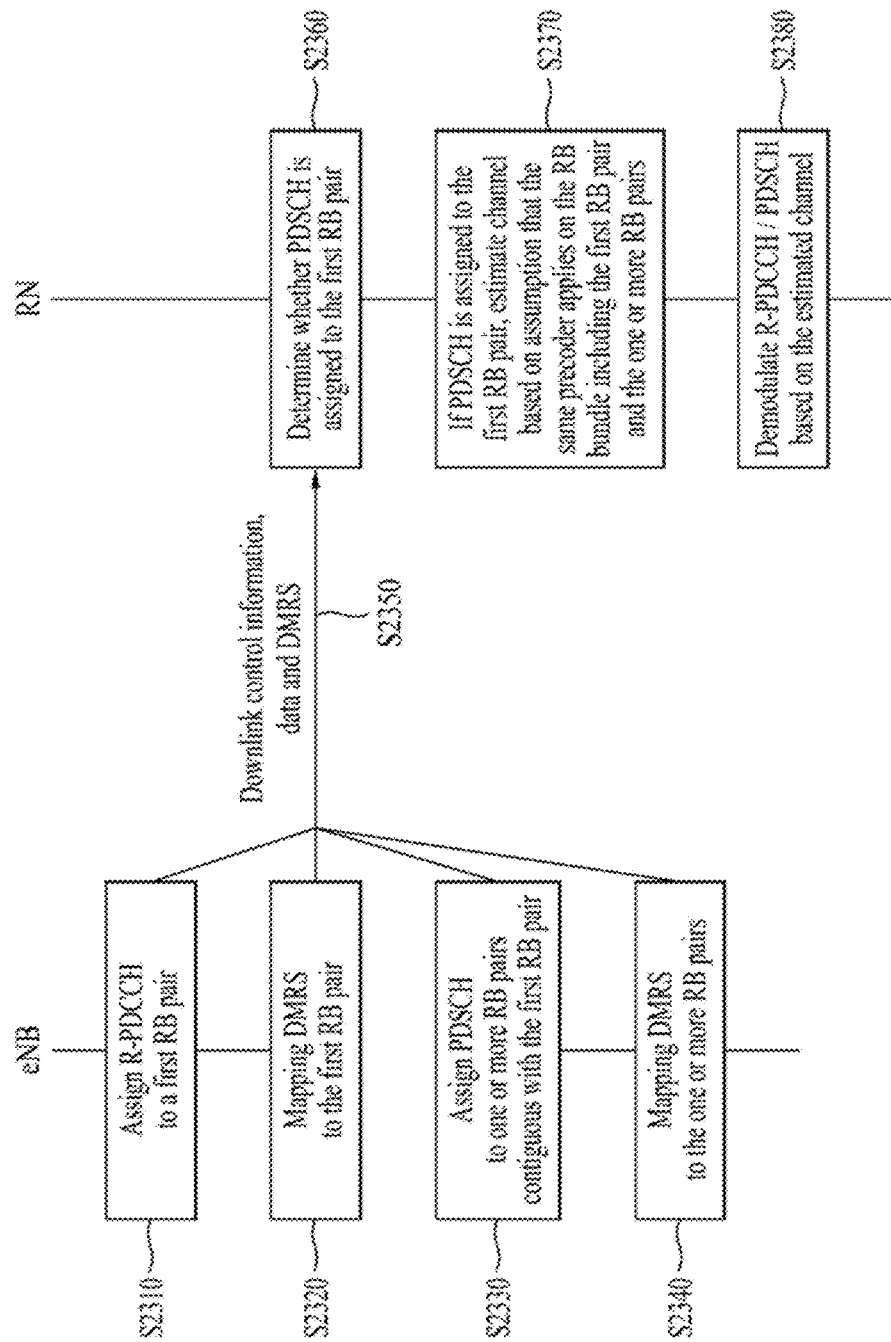 eNB
RN
S2310
Assign R-PDCCH
to a first RB pair
S2320
Mapping DMRS
to the first RB pair
S2330
Assign PDSCH
to one or more RB pairs
contiguous with the first RB pair
S2340
Mapping DMRS
to the one or more RB pairs
Downlink control information,
data and DMRS
S2350
Determine whether PDSCH is
assigned to the first RB pair
S2360
If PDSCH is assigned to the
first RB pair, estimate channel
based on assumption that the
same precoder applies on the RB
bundle including the first RB pair
and the one or more RB pairs
S2370
Demodulate R-PDCCH / PDSCH
based on the estimated channel
S2380